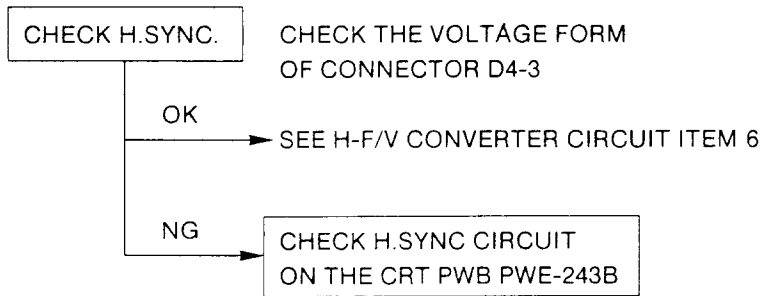 CHECK H.SYNC.
CHECK THE VOLTAGE FORM
OF CONNECTOR D4-3
OK
SEE H-F/V CONVERTER CIRCUIT ITEM 6
NG
CHECK H.SYNC CIRCUIT
ON THE CRT PWB PWE-243B